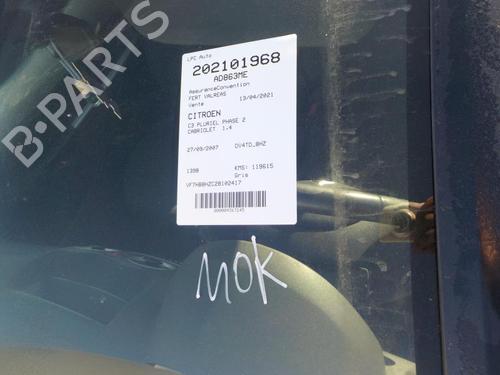 B-PARTS
LPC Auto
202101968
AD863ME
AssuranceConvention
FERT VALREAS
Vente 13/04/2021
CITROEN
C3 PLURIEL PHASE 2
CABRIOLET 1.4
27/09/2007 DV4TD_8HZ
1398 KMS: 119615
Gris
VF7HB8HZC28102417
MOK